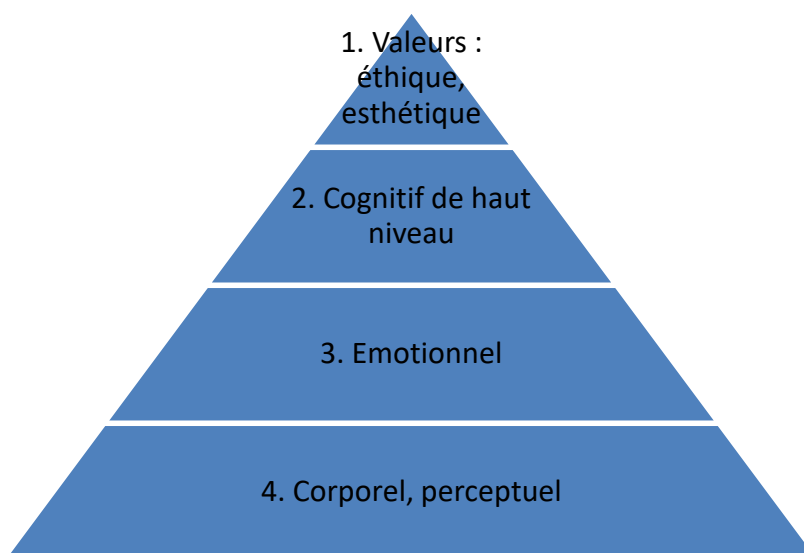 1. Valeurs :
éthique,
esthétique
2. Cognitif de haut
niveau
3. Emotionnel
4. Corporel, perceptuel